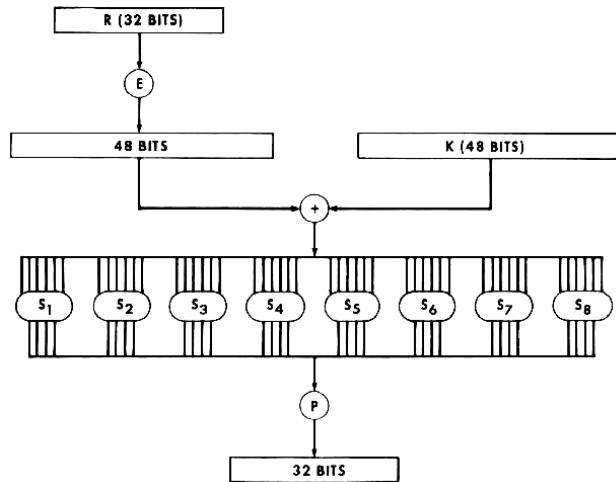 R (32 BITS)
E
48 BITS
K (48 BITS)
+
S1 S2 S3 S4 S5 S6 S7 S8
P
32 BITS